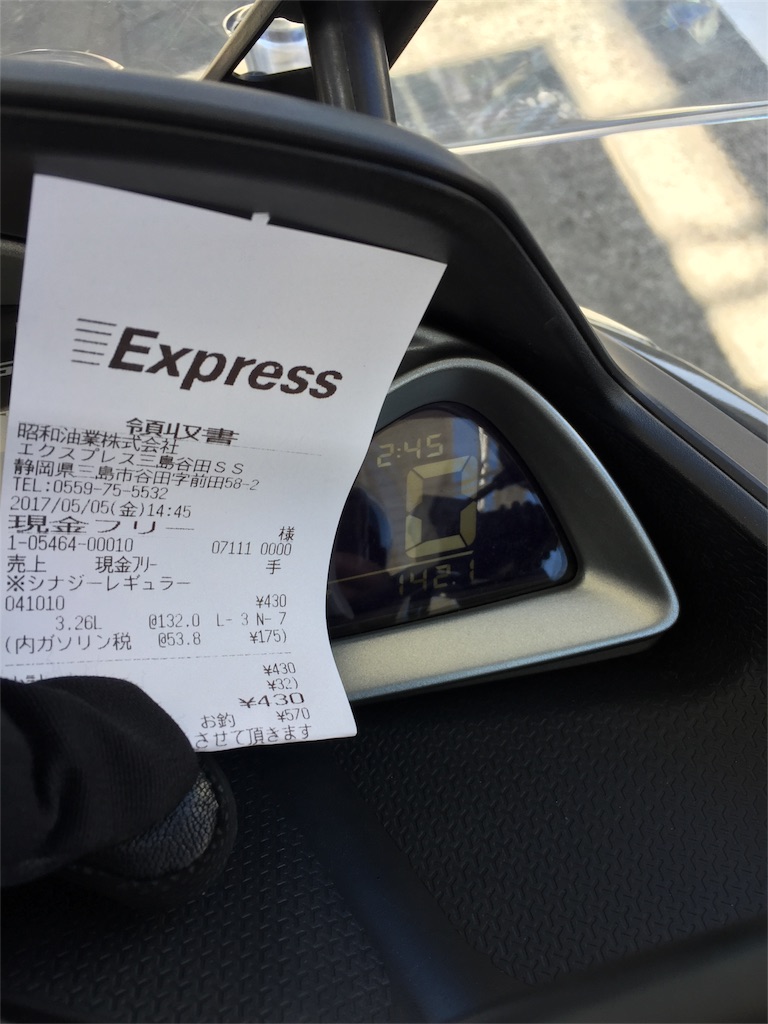 Express
領収書
昭和油業株式会社
エクスプレス三島谷田SS
静岡県三島市谷田字前田58-2
TEL:0559-75-5532
2017/05/05(金)14:45
現金フリー 様
1-05464-00010 07111 0000
売上 現金フリー 手
※シナジーレギュラー
041010 ¥430
3.26L @132.0 L- 3 N- 7
(内ガソリン税 @53.8 ¥175)
¥430
¥32)
¥430
お釣 ¥570
させて頂きます
2:45
0
142.1